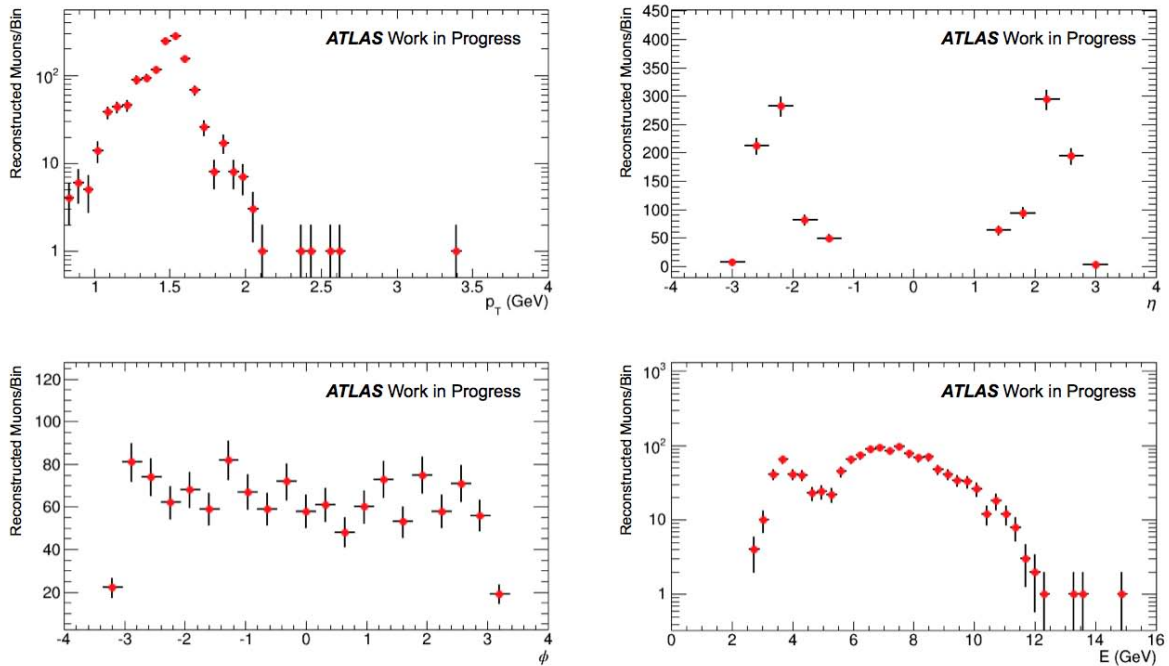 Reconstructed Muons/Bin
ATLAS Work in Progress
10²
10
1
1 1.5 2 2.5 3 3.5 4
p_T (GeV)
Reconstructed Muons/Bin
ATLAS Work in Progress
450
400
350
300
250
200
150
100
50
0
-4 -3 -2 -1 0 1 2 3 4
η
Reconstructed Muons/Bin
ATLAS Work in Progress
120
100
80
60
40
20
-4 -3 -2 -1 0 1 2 3 4
ϕ
Reconstructed Muons/Bin
ATLAS Work in Progress
10³
10²
10
1
0 2 4 6 8 10 12 14 16
E (GeV)